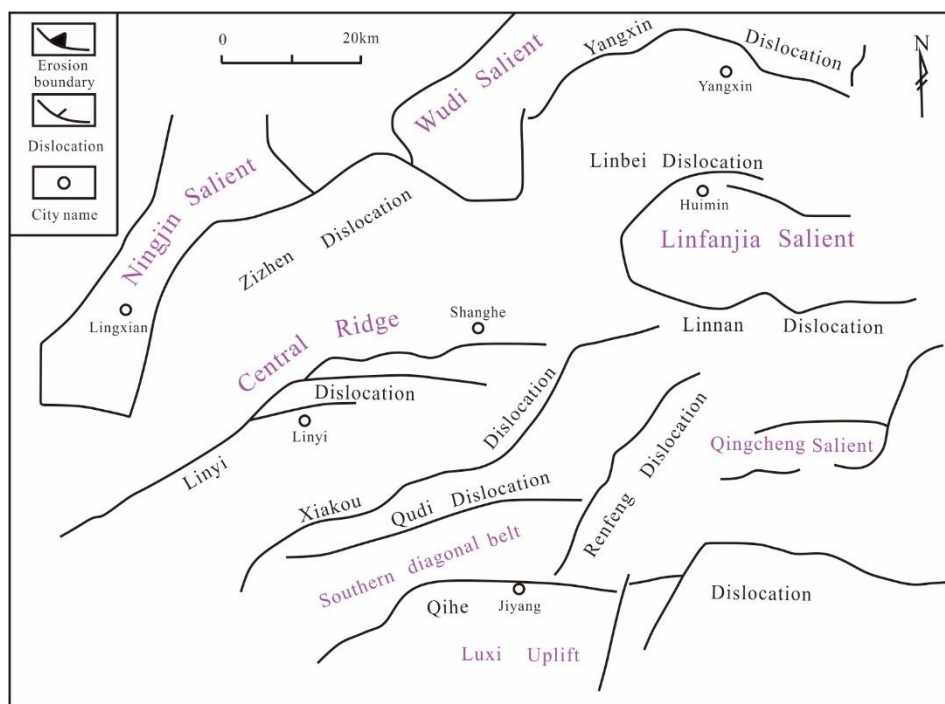 Erosion
boundary
Dislocation
City name
0 20km
N
Wudi Salient
Yangxin Dislocation
Yangxin
Ningjin Salient
Linbei Dislocation
Huimin
Linfanjia Salient
Zizhen Dislocation
Lingxian
Shanghe
Central Ridge
Linnan Dislocation
Linyi Dislocation
Linyi
Qingcheng Salient
Xiakou Dislocation
Qudi Dislocation
Renfeng Dislocation
Southern diagonal belt
Qihe Dislocation
Jiyang
Luxi Uplift